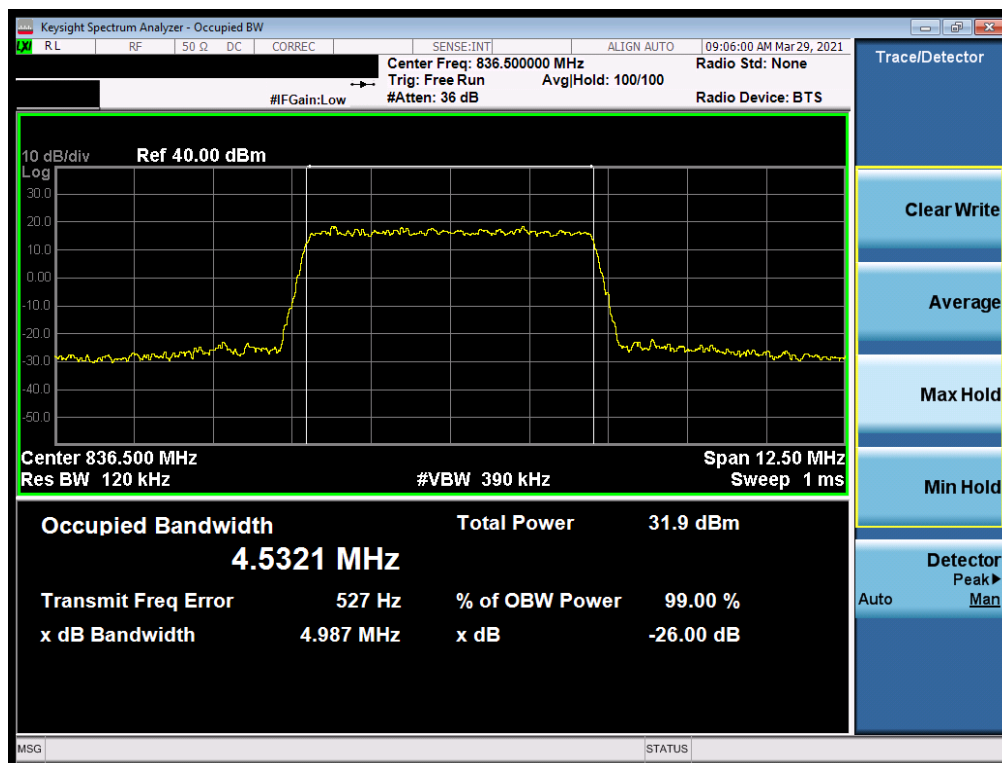 Keysight Spectrum Analyzer - Occupied BW
LXI RL RF 50 Ω DC CORREC SENSE:INT ALIGN AUTO 09:06:00 AM Mar 29, 2021
Center Freq: 836.500000 MHz Radio Std: None
Trig: Free Run Avg|Hold: 100/100
#IFGain:Low #Atten: 36 dB Radio Device: BTS
10 dB/div Ref 40.00 dBm
Log
30.0
20.0
10.0
0.00
-10.0
-20.0
-30.0
-40.0
-50.0
Center 836.500 MHz Span 12.50 MHz
Res BW 120 kHz #VBW 390 kHz Sweep 1 ms
Occupied Bandwidth Total Power 31.9 dBm
4.5321 MHz
Transmit Freq Error 527 Hz % of OBW Power 99.00 %
x dB Bandwidth 4.987 MHz x dB -26.00 dB
MSG STATUS
Trace/Detector
Clear Write
Average
Max Hold
Min Hold
Detector
Peak▶
Auto Man